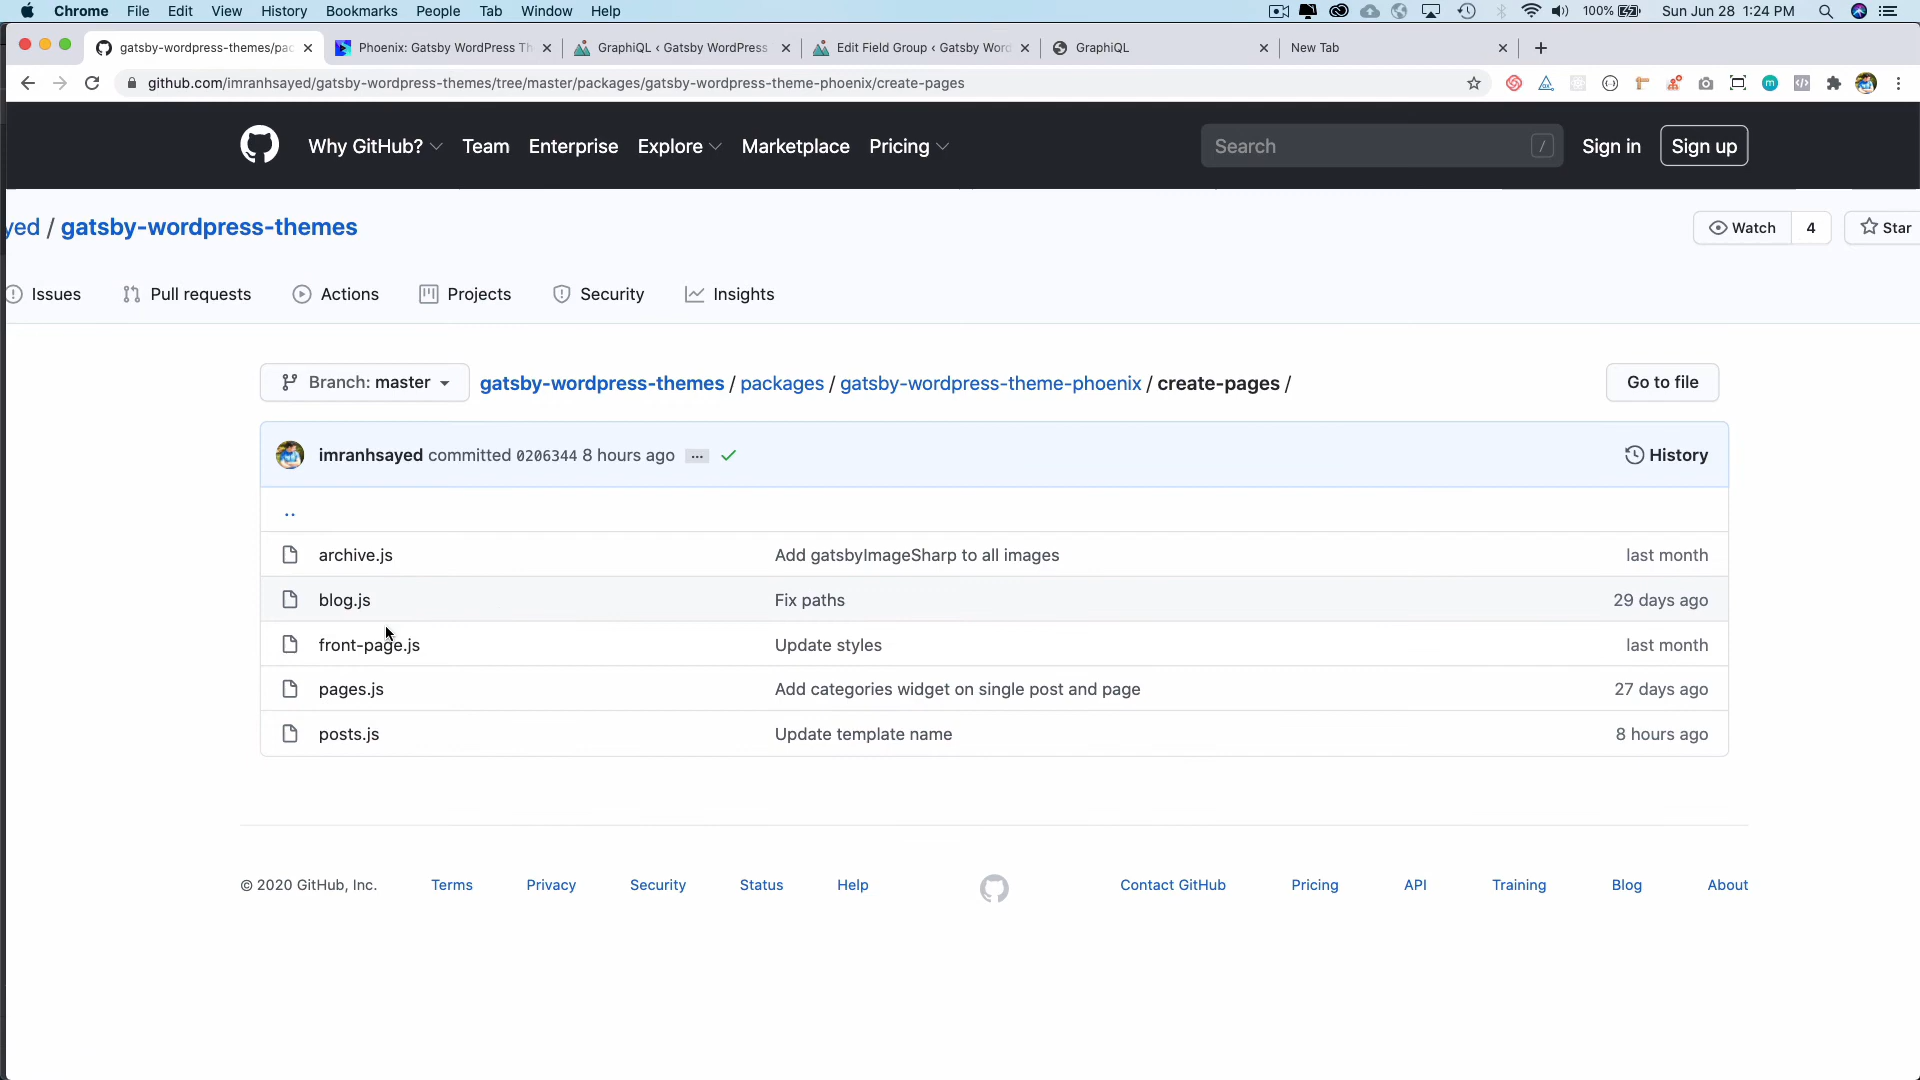 Chrome File Edit View History Bookmarks People Tab Window Help 100% Sun Jun 28 1:24 PM
gatsby-wordpress-themes/pac Phoenix: Gatsby WordPress Th GraphiQL ‹ Gatsby WordPress Edit Field Group ‹ Gatsby Word GraphiQL New Tab
github.com/imranhsayed/gatsby-wordpress-themes/tree/master/packages/gatsby-wordpress-theme-phoenix/create-pages
Why GitHub? Team Enterprise Explore Marketplace Pricing Search / Sign in Sign up
yed / gatsby-wordpress-themes Watch 4 Star
Issues Pull requests Actions Projects Security Insights
Branch: master gatsby-wordpress-themes / packages / gatsby-wordpress-theme-phoenix / create-pages / Go to file
imranhsayed committed 0206344 8 hours ago ... History
..
archive.js Add gatsbyImageSharp to all images last month
blog.js Fix paths 29 days ago
front-page.js Update styles last month
pages.js Add categories widget on single post and page 27 days ago
posts.js Update template name 8 hours ago
© 2020 GitHub, Inc. Terms Privacy Security Status Help Contact GitHub Pricing API Training Blog About